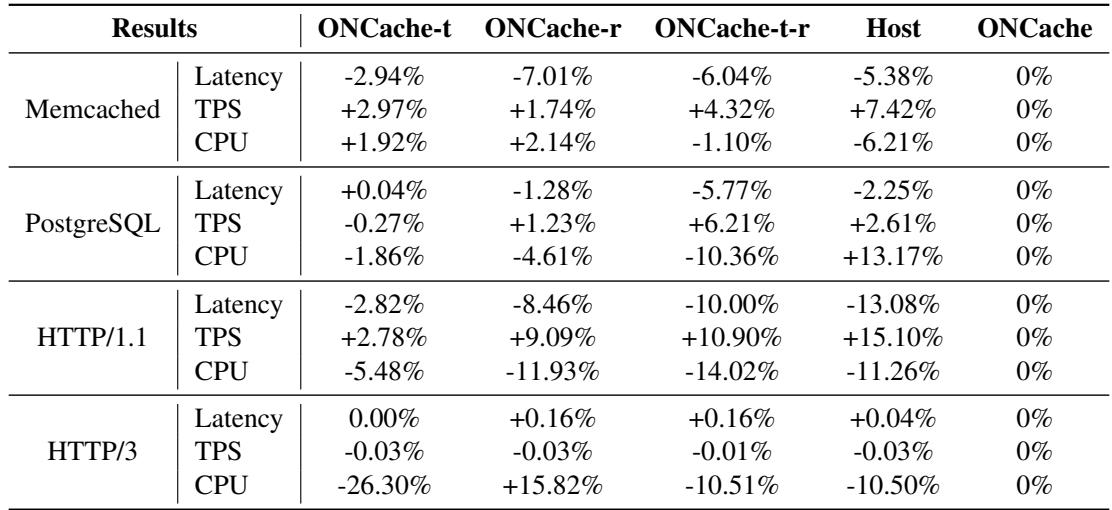 Results ONCache-t ONCache-r ONCache-t-r Host ONCache
Latency -2.94% -7.01% -6.04% -5.38% 0%
Memcached TPS +2.97% +1.74% +4.32% +7.42% 0%
CPU +1.92% +2.14% -1.10% -6.21% 0%
Latency +0.04% -1.28% -5.77% -2.25% 0%
PostgreSQL TPS -0.27% +1.23% +6.21% +2.61% 0%
CPU -1.86% -4.61% -10.36% +13.17% 0%
Latency -2.82% -8.46% -10.00% -13.08% 0%
HTTP/1.1 TPS +2.78% +9.09% +10.90% +15.10% 0%
CPU -5.48% -11.93% -14.02% -11.26% 0%
Latency 0.00% +0.16% +0.16% +0.04% 0%
HTTP/3 TPS -0.03% -0.03% -0.01% -0.03% 0%
CPU -26.30% +15.82% -10.51% -10.50% 0%